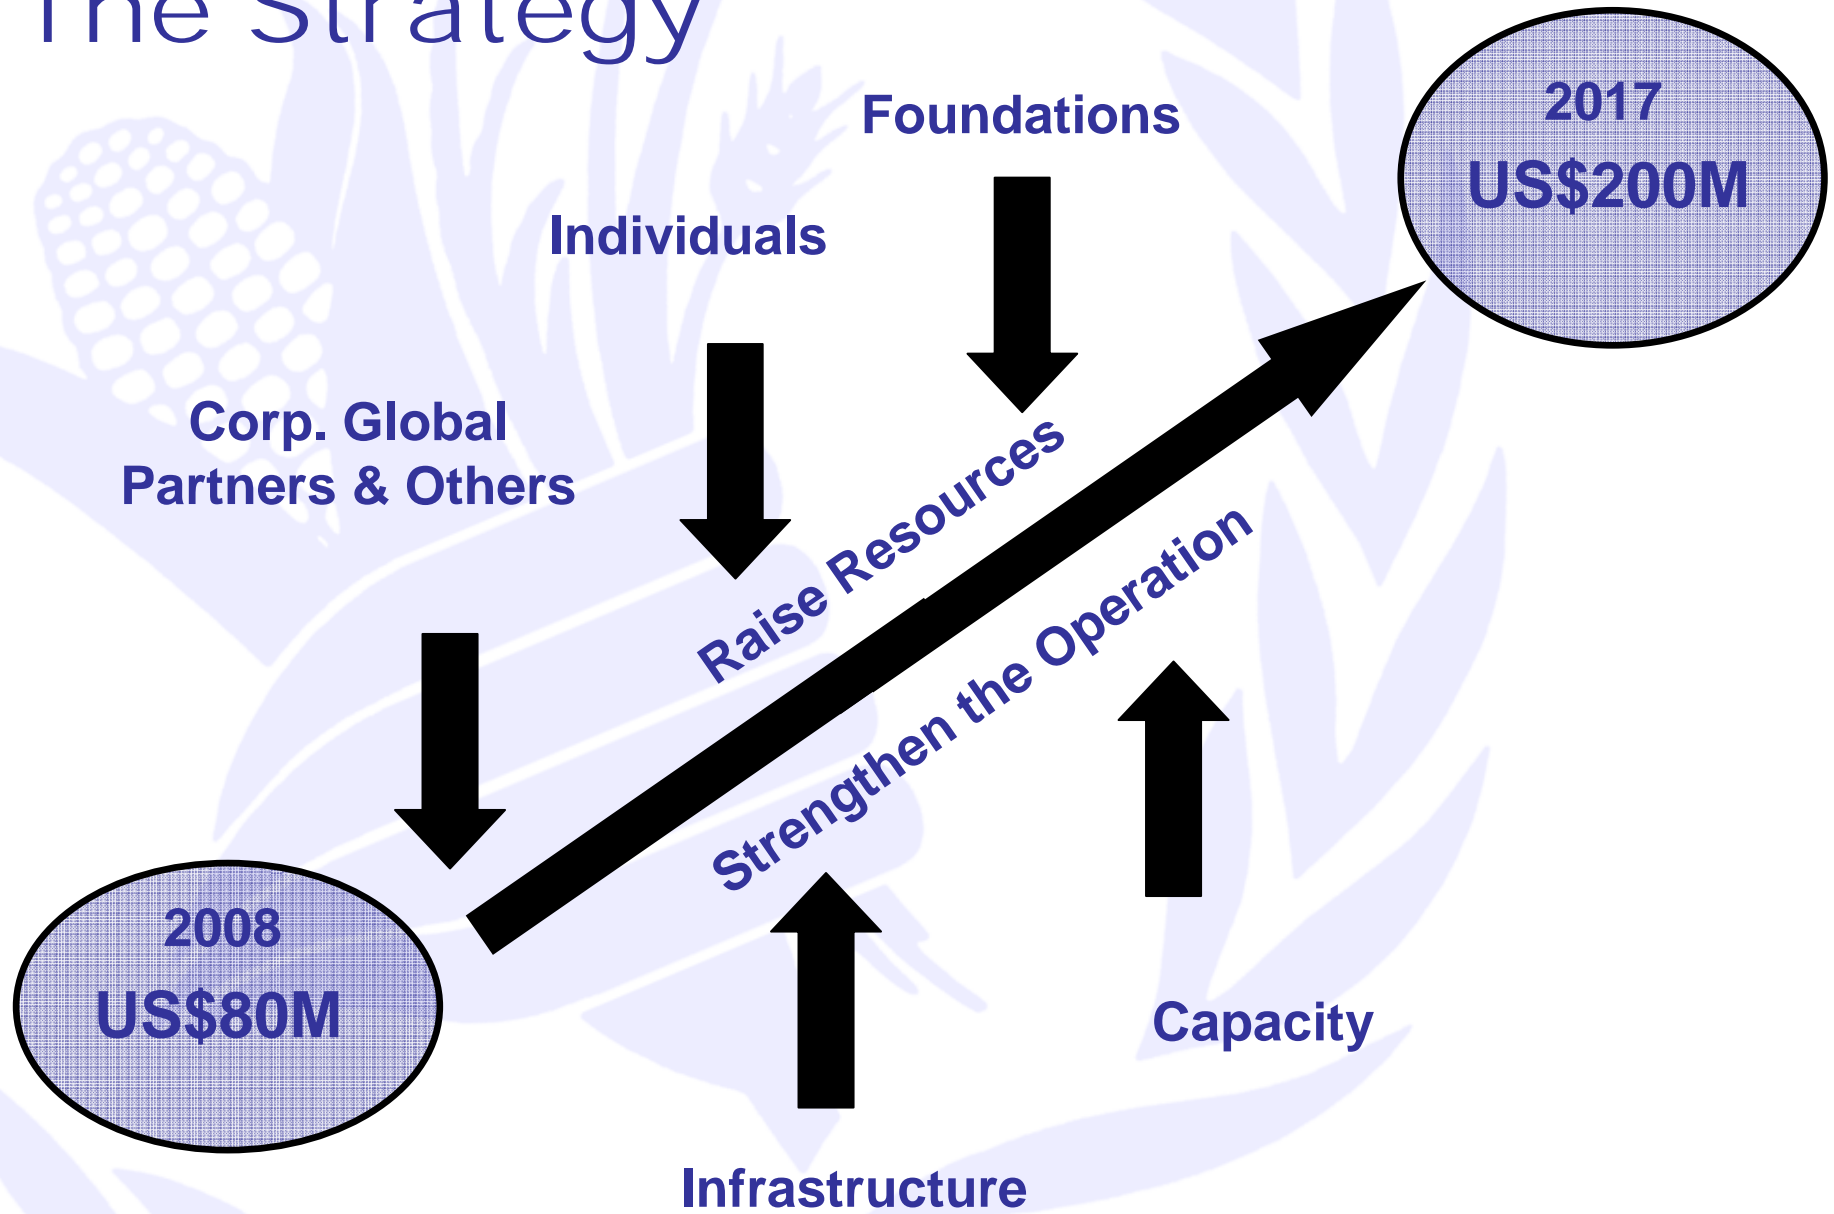 The Strategy
Foundations
2017
US$200M
Individuals
Corp. Global
Partners & Others
Raise Resources
Strengthen the Operation
2008
US$80M
Capacity
Infrastructure